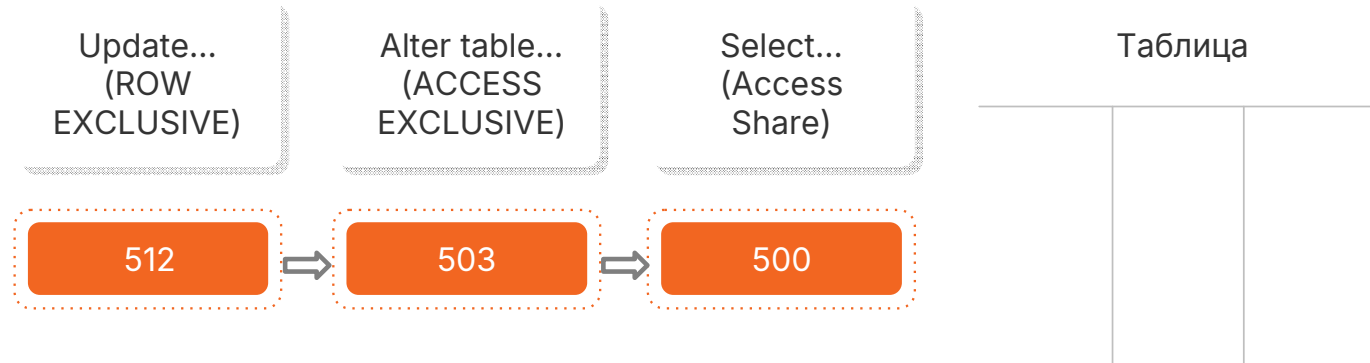 Update...
(ROW
EXCLUSIVE)
Alter table...
(ACCESS
EXCLUSIVE)
Select...
(Access
Share)
Таблица
512
503
500